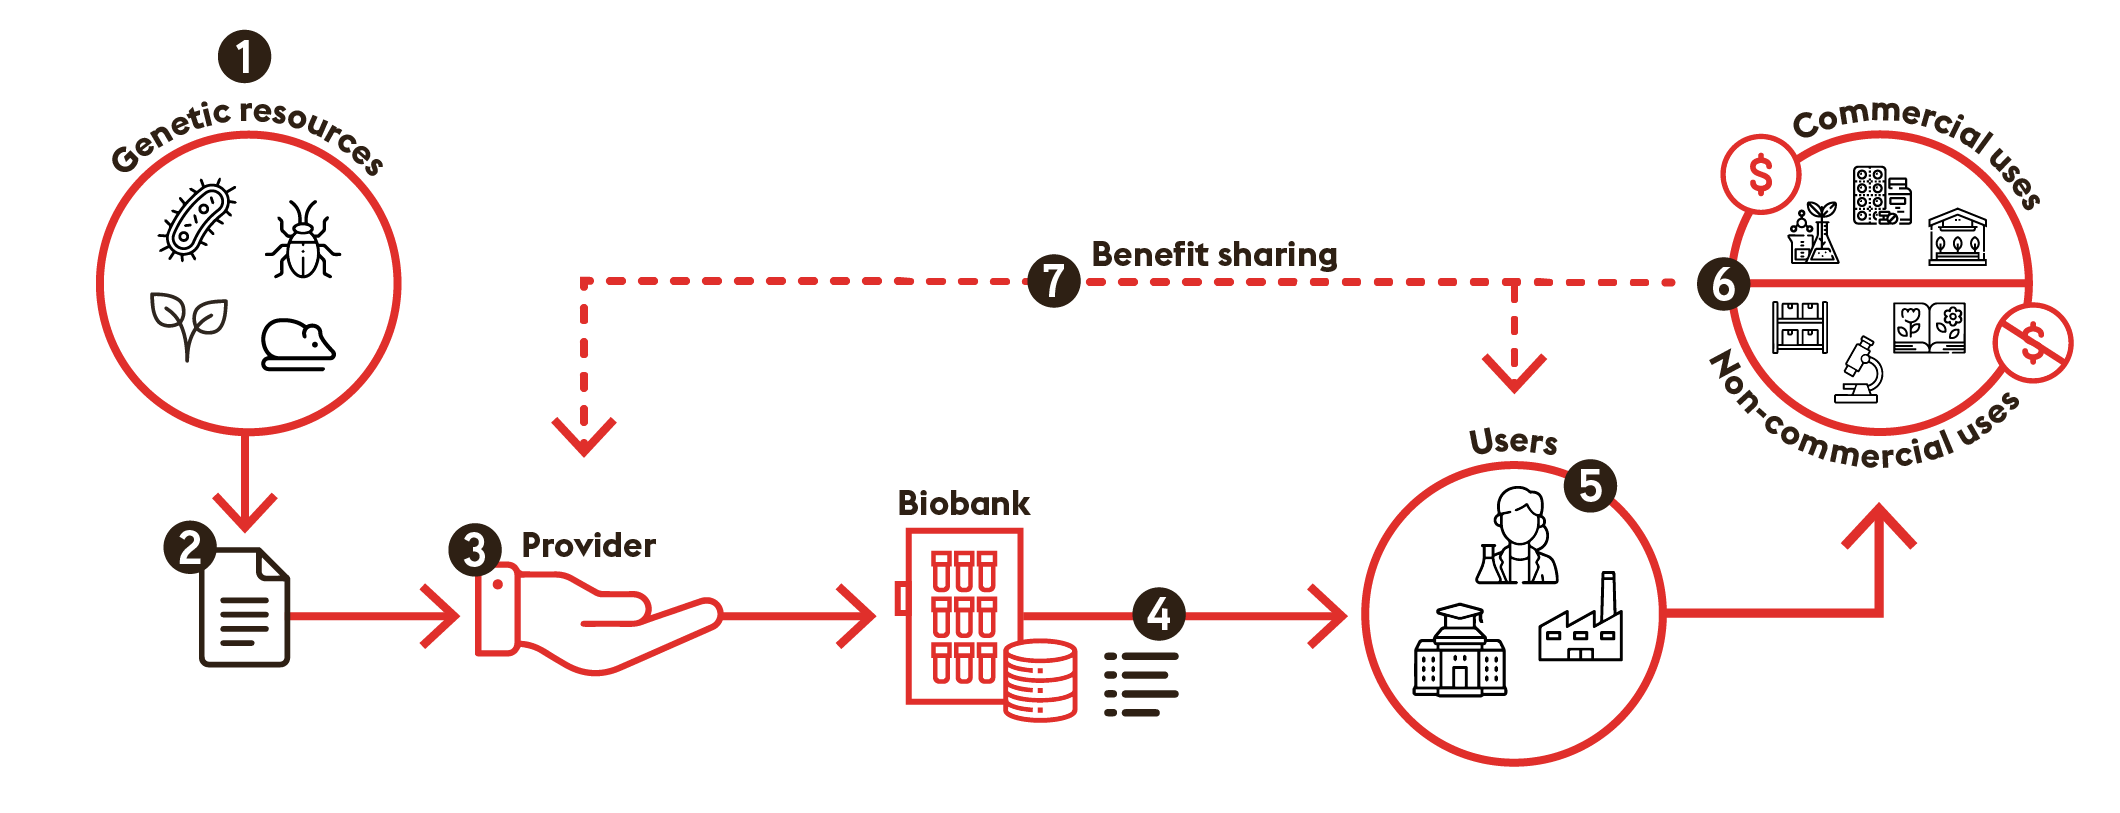 1
Genetic resources
2
3
Provider
Biobank
4
Users
5
6
Commercial uses
$
Non-commercial uses
$
7
Benefit sharing